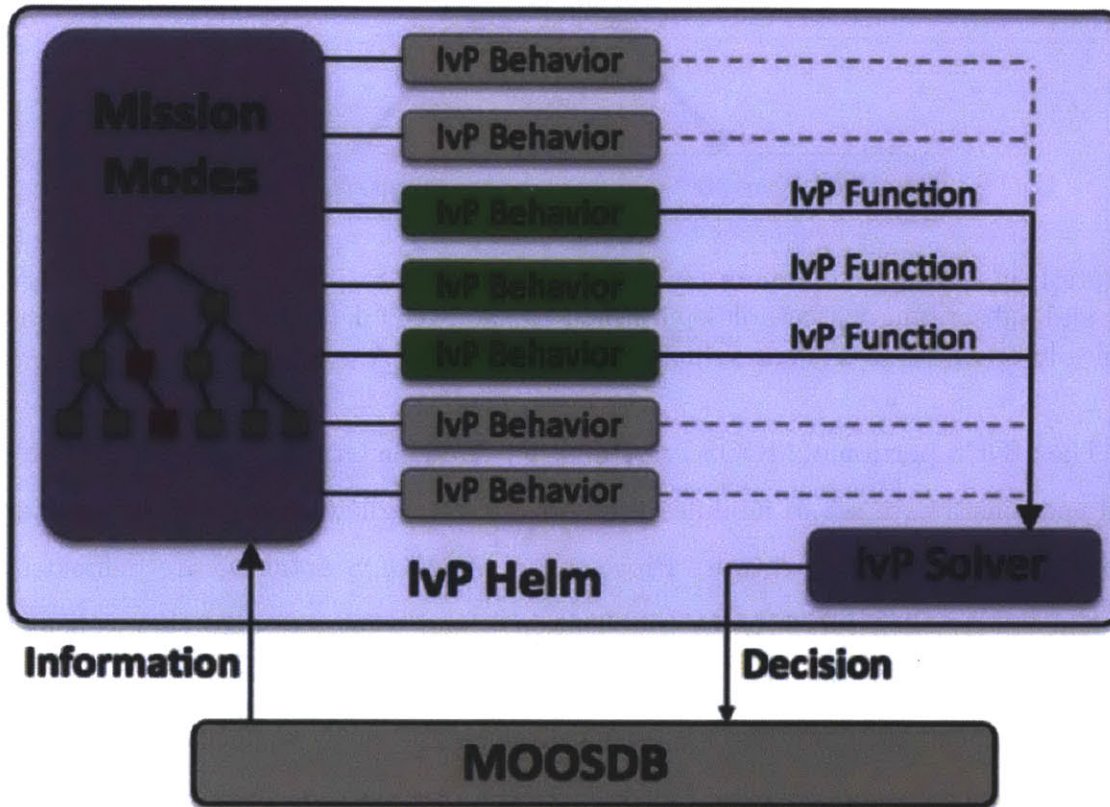 Mission
Modes
IvP Behavior
IvP Behavior
IvP Behavior
IvP Function
IvP Behavior
IvP Function
IvP Behavior
IvP Function
IvP Behavior
IvP Behavior
IvP Helm
IvP Solver
Information
Decision
MOOSDB